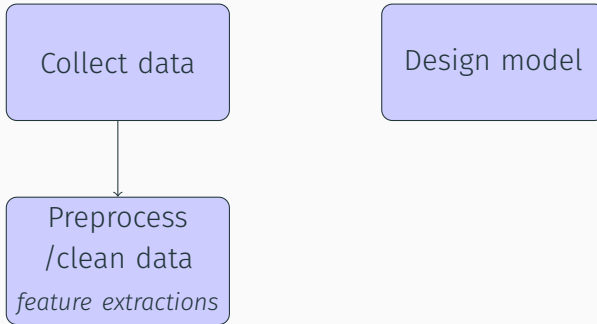 Collect data
Design model
Preprocess
/clean data
feature extractions